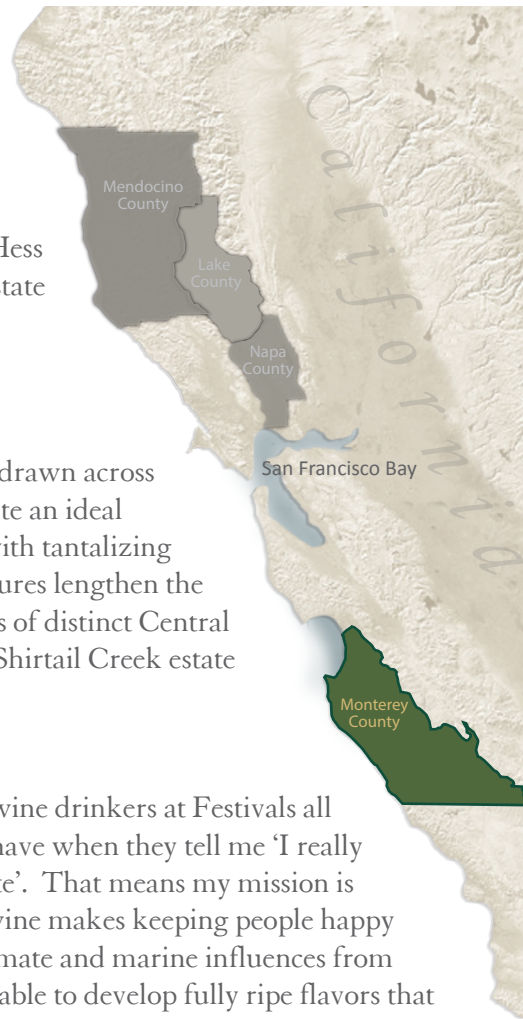 California
Mendocino
County
Hess
Lake
County
state
Napa
County
drawn across
San Francisco Bay
te an ideal
with tantalizing
ures lengthen the
s of distinct Central
Shirtail Creek estate
Monterey
County
wine drinkers at Festivals all
have when they tell me ‘I really
te’.  That means my mission is
wine makes keeping people happy
mate and marine influences from
able to develop fully ripe flavors that